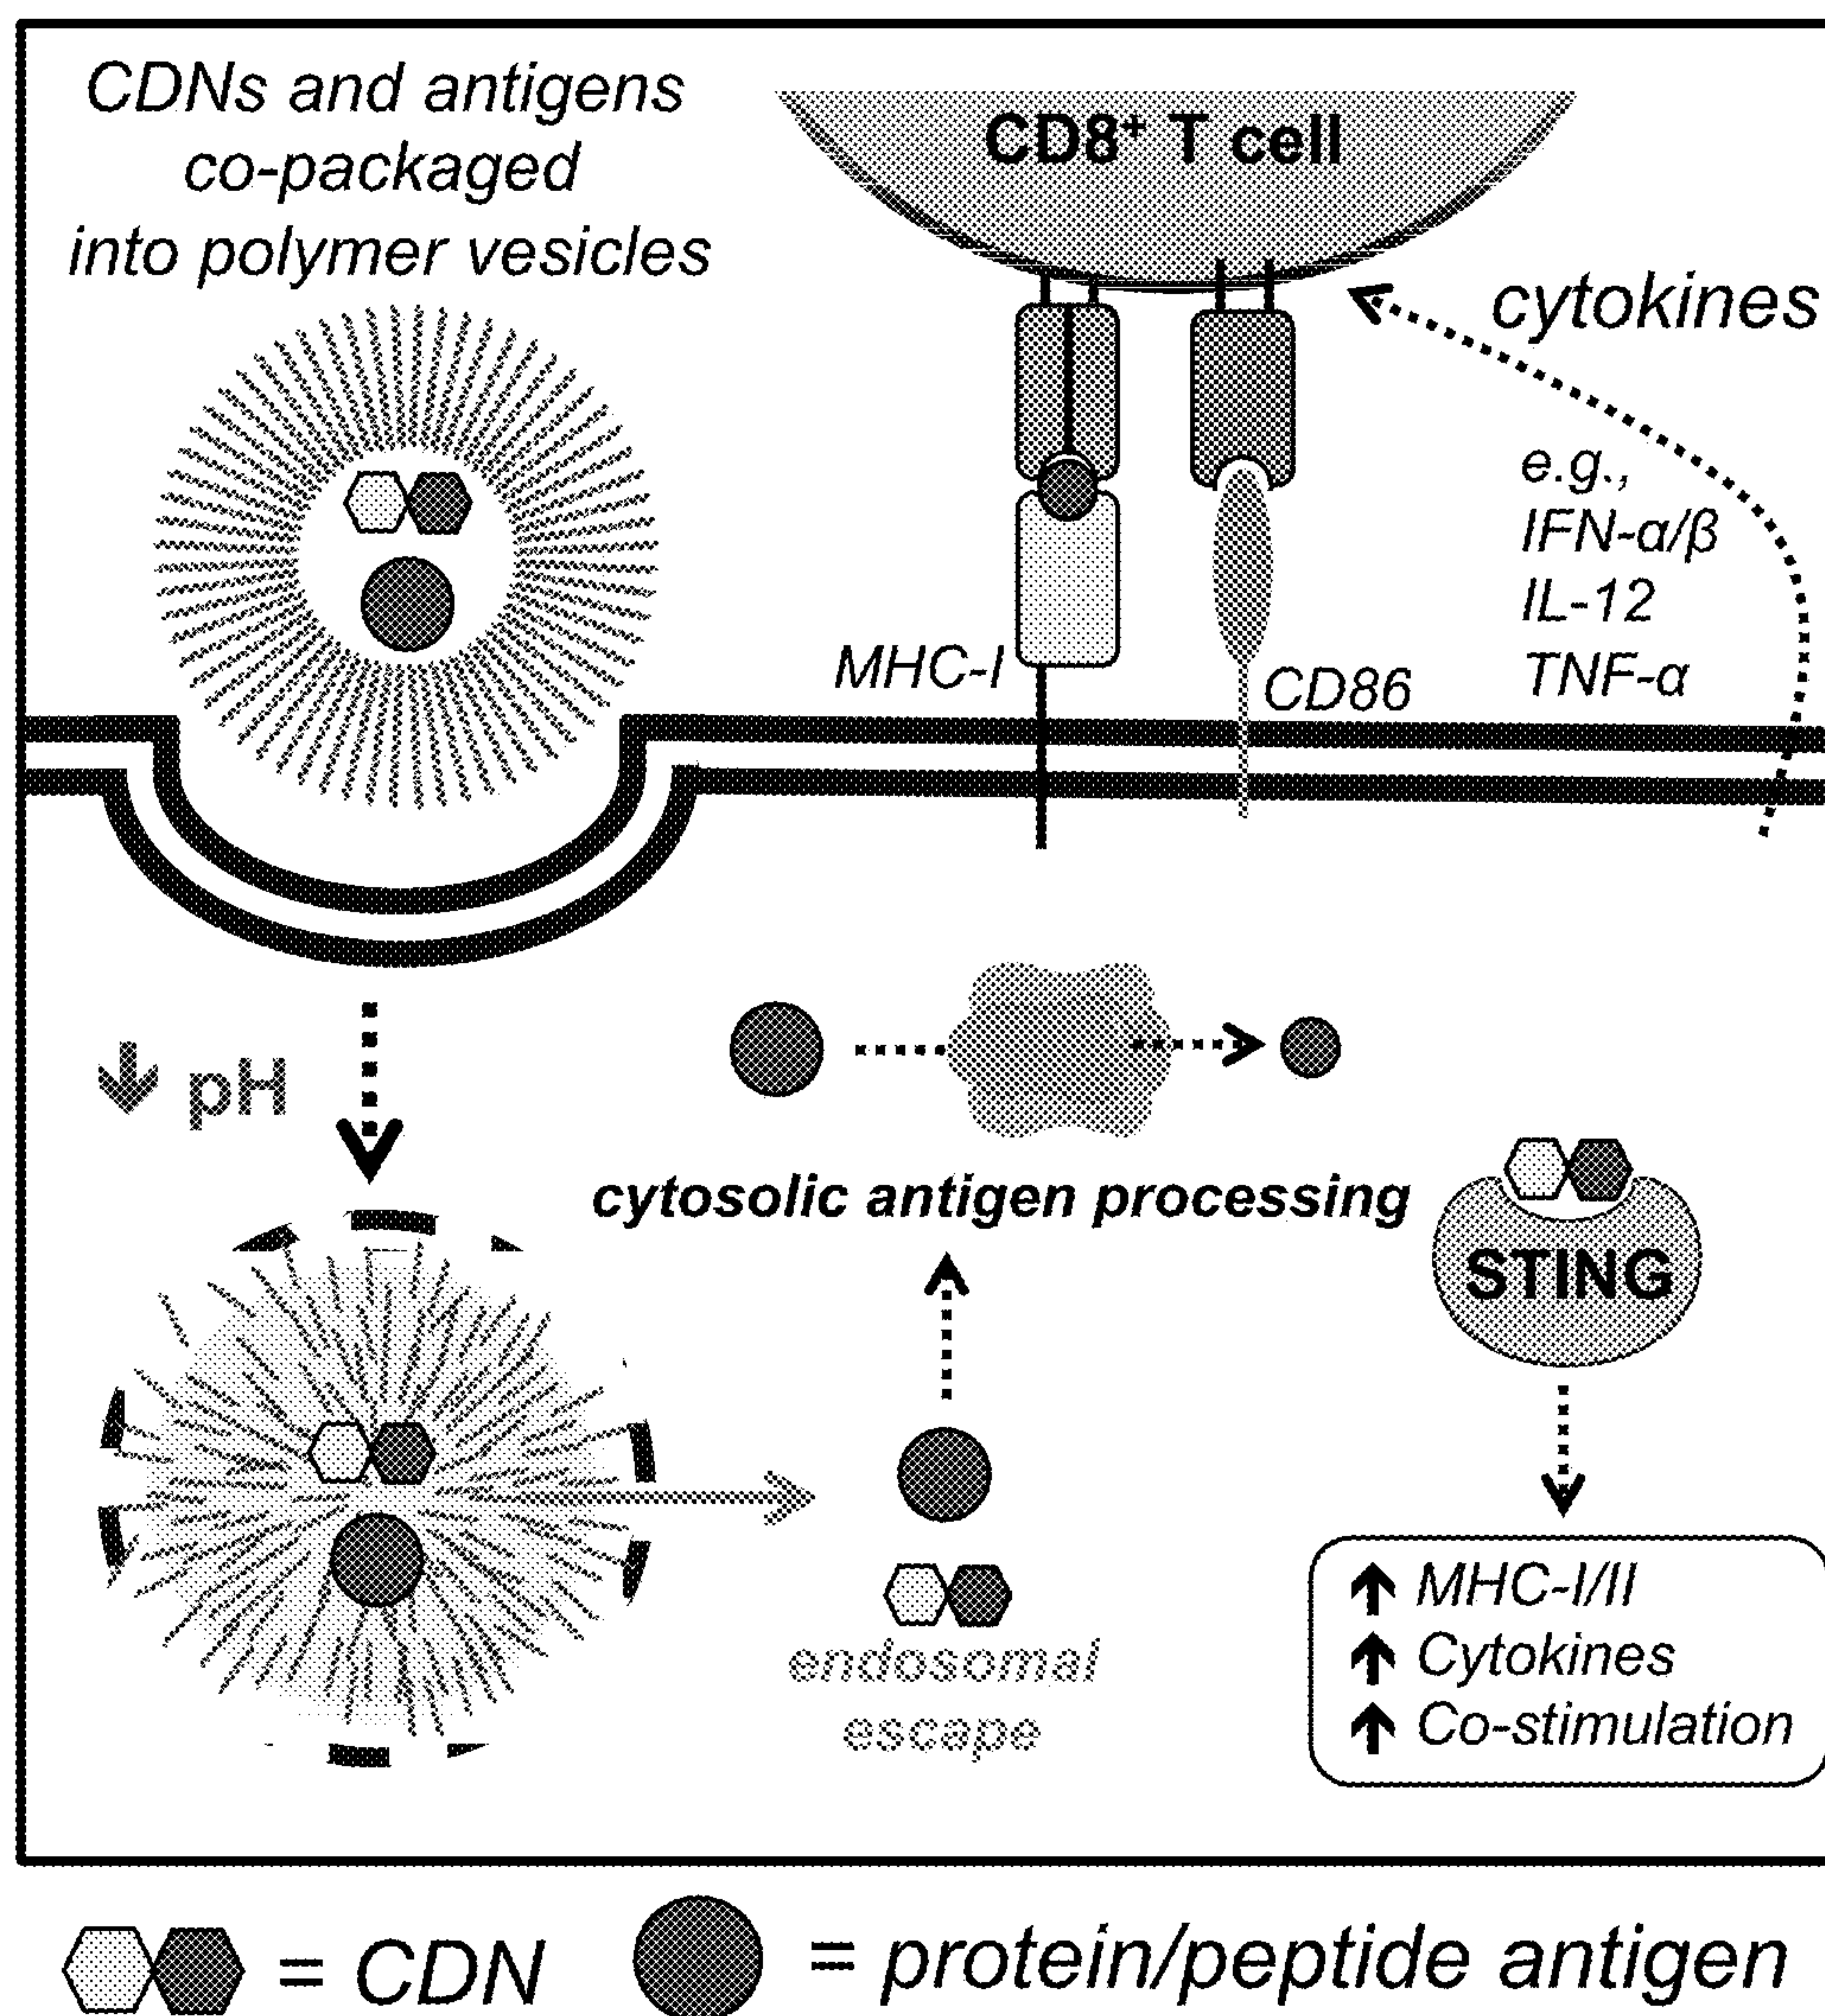 CDNs and antigens
co-packaged
into polymer vesicles
CD8⁺ T cell
cytokines
e.g.,
IFN-α/β
IL-12
TNF-α
MHC-I
CD86
pH
cytosolic antigen processing
STING
endosomal
escape
MHC-I/II
Cytokines
Co-stimulation
= CDN
= protein/peptide antigen